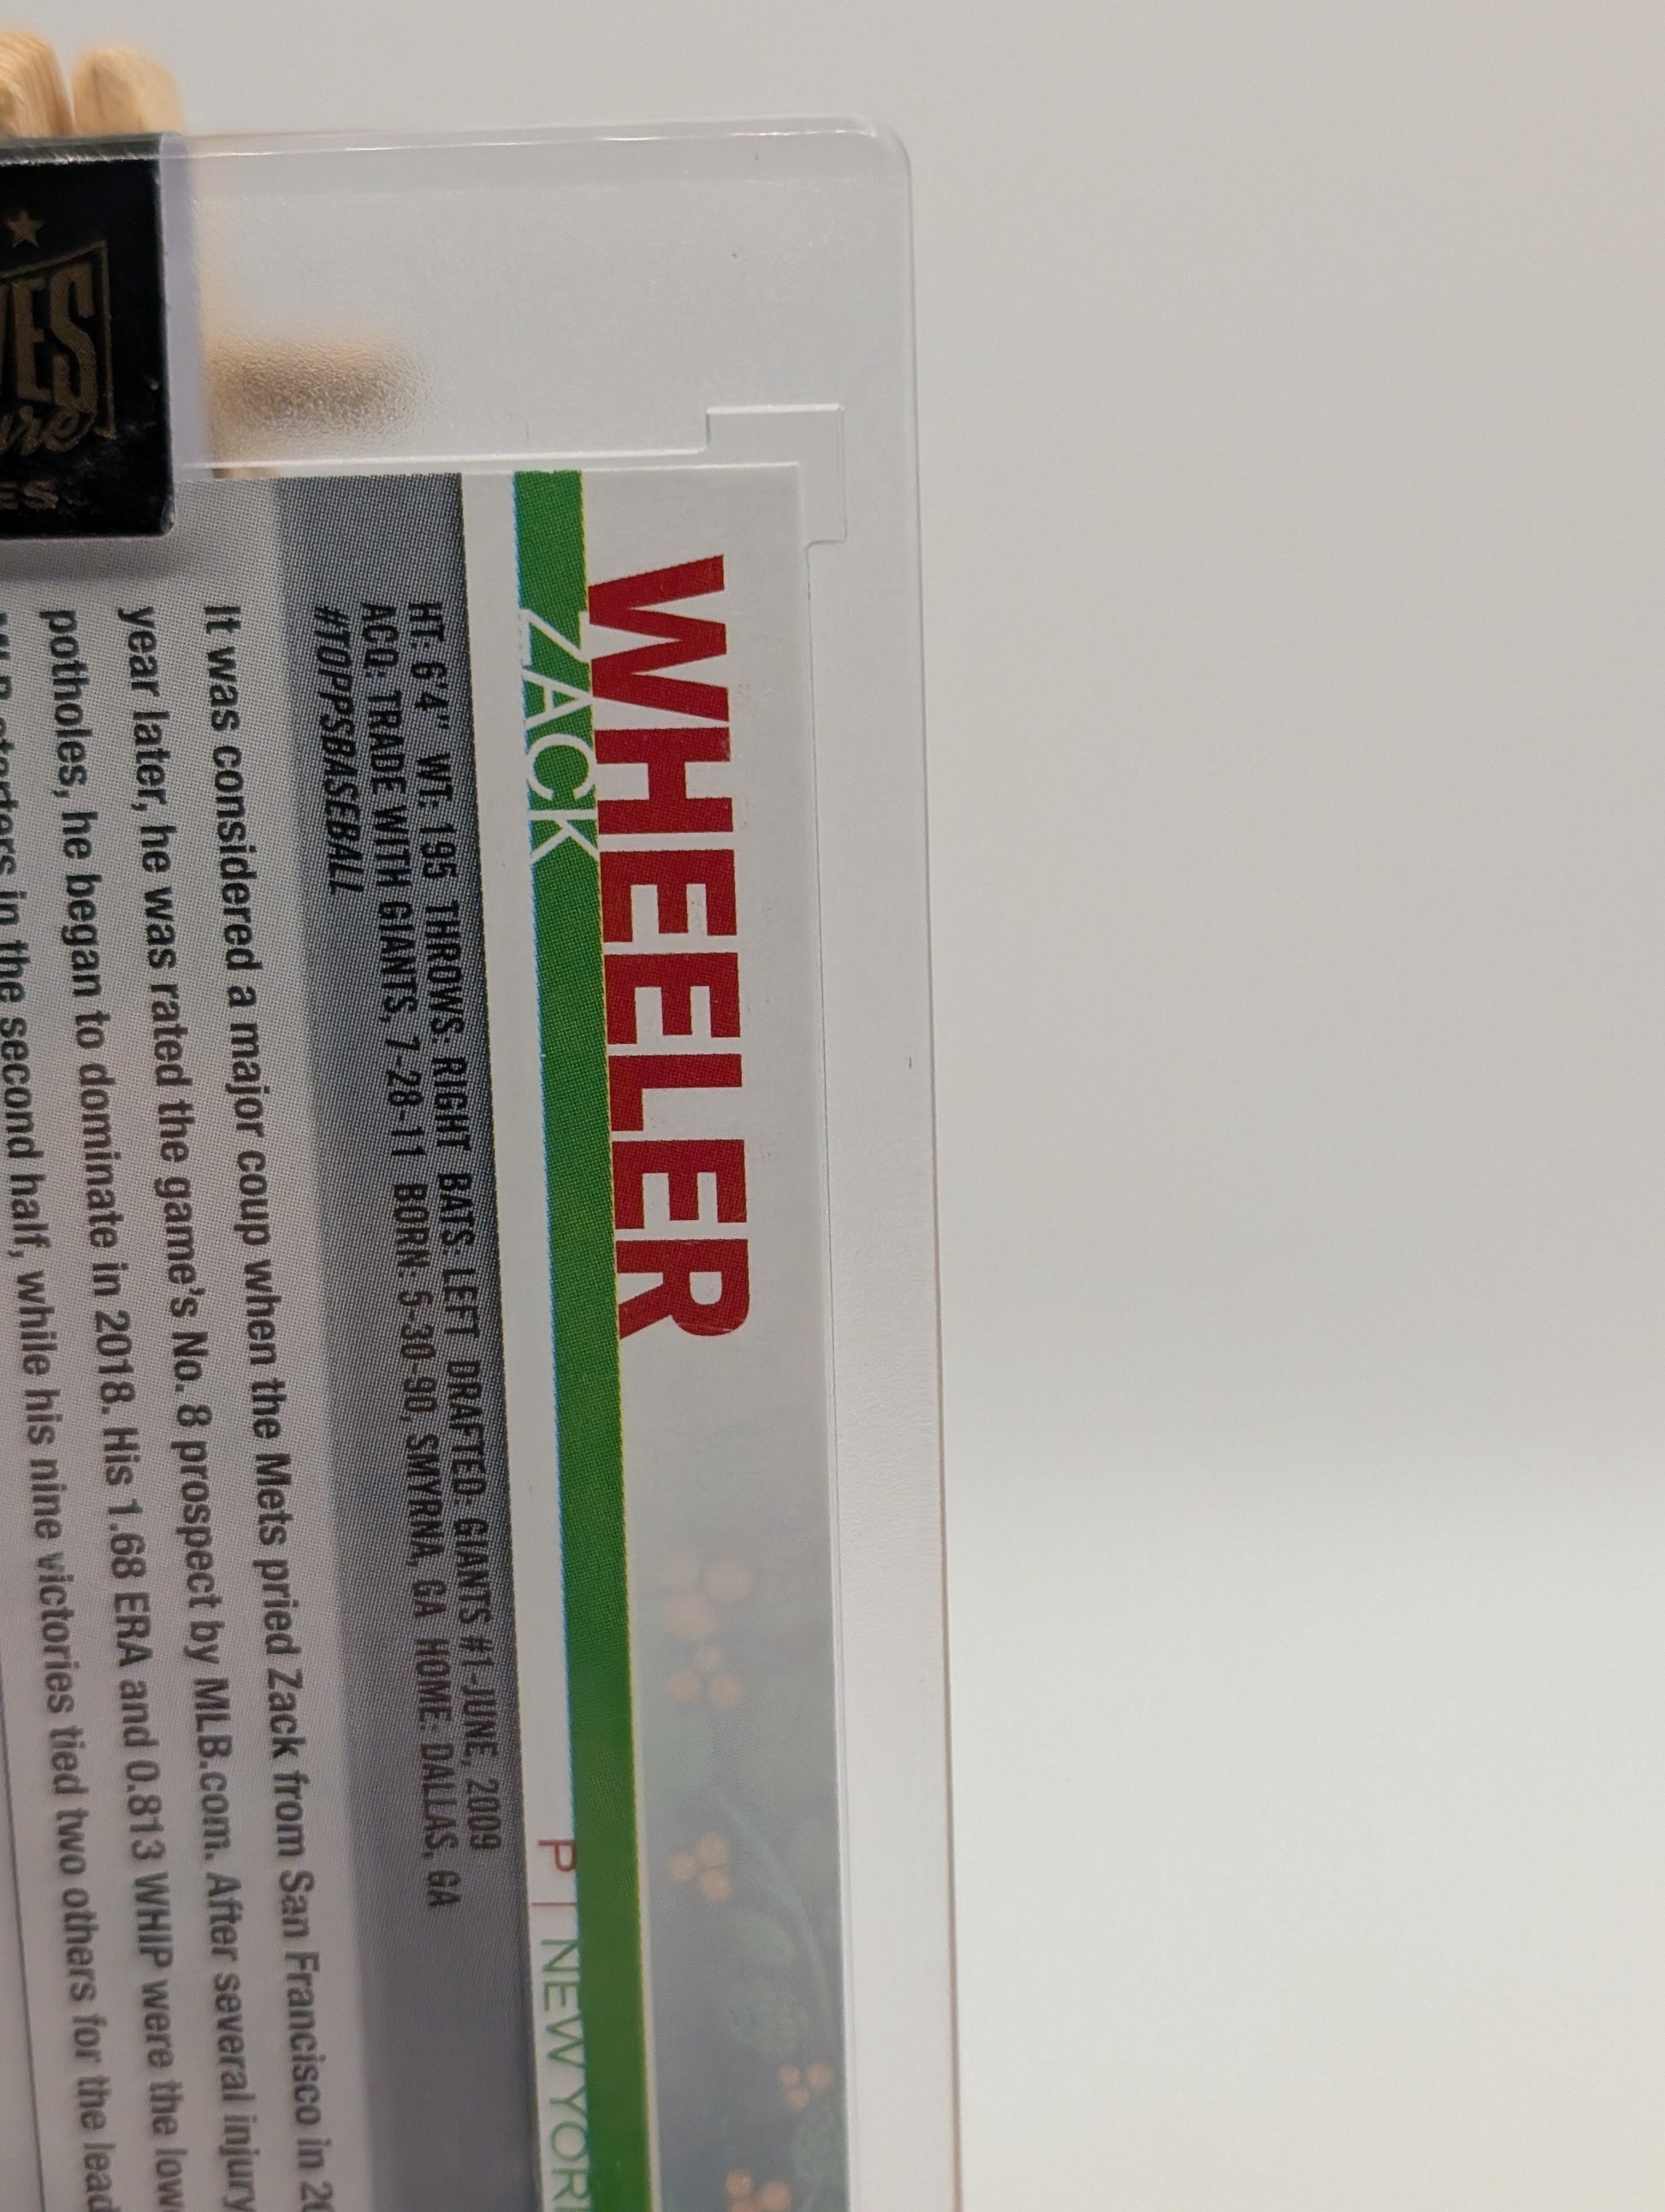 WHEELER
ZACK
P | NEW YOR
HT: 6'4" WT: 195 THROWS: RIGHT BATS: LEFT DRAFTED: GIANTS #1-JUNE, 2009
ACQ: TRADE WITH GIANTS, 7-28-11 BORN: 5-30-90, SMYRNA, GA HOME: DALLAS, GA
#TOPPSBASEBALL
It was considered a major coup when the Mets pried Zack from San Francisco in 20
year later, he was rated the game's No. 8 prospect by MLB.com. After several injury
potholes, he began to dominate in 2018. His 1.68 ERA and 0.813 WHIP were the low
in the second half, while his nine victories tied two others for the lead
VES
ure
ES